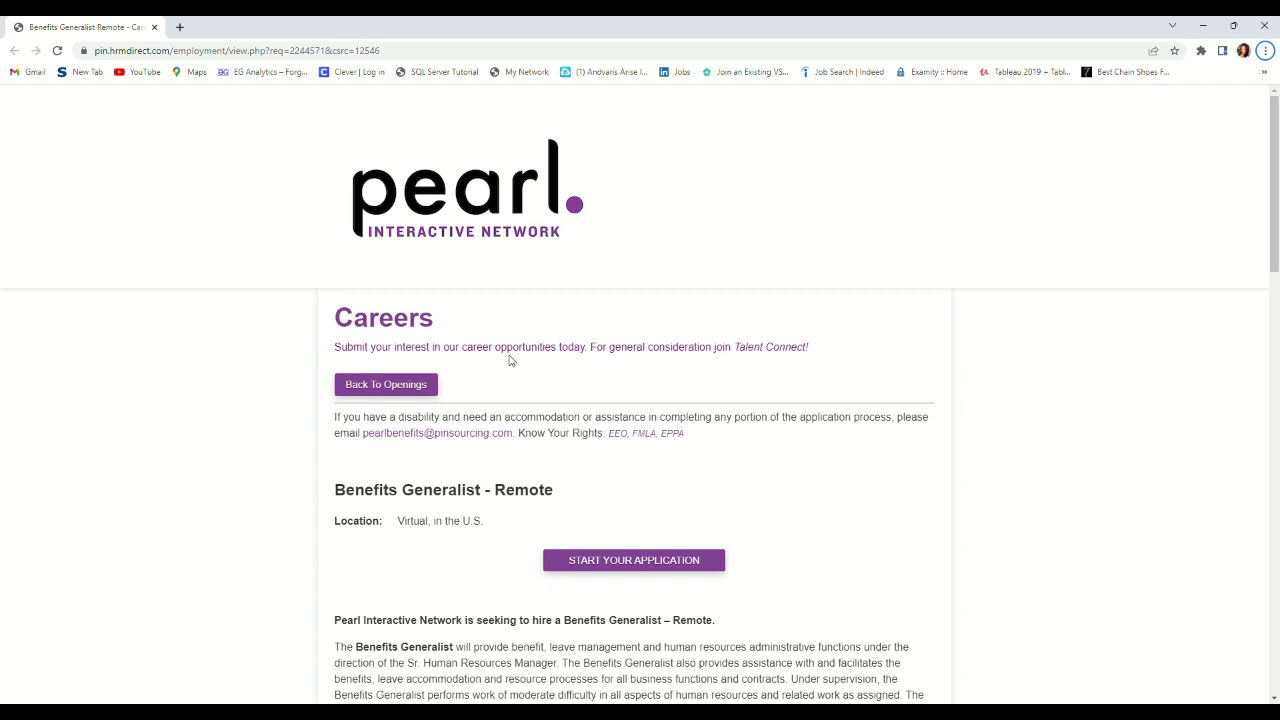 Benefits Generalist Remote - Car
pin.hrmdirect.com/employment/view.php?req=2244571&csrc=12546
Gmail New Tab YouTube Maps EG Analytics – Forg... Clever | Log SQL Server Tutorial My Network (1) Andvaris Arise I... Jobs Join an Existing VS... Job Search | Indeed Examity :: Home Tableau 2019 + Tabl... Best Chain Shoes F... »
pearl.
INTERACTIVE NETWORK
Careers
Submit your interest in our career opportunities today. For general consideration join Talent Connect!
Back To Openings
If you have a disability and need an accommodation or assistance in completing any portion of the application process, please
email pearlbenefits@pinsourcing.com. Know Your Rights: EEO, FMLA, EPPA
Benefits Generalist - Remote
Location: Virtual, in the U.S.
START YOUR APPLICATION
Pearl Interactive Network is seeking to hire a Benefits Generalist – Remote.
The Benefits Generalist will provide benefit, leave management and human resources administrative functions under the
direction of the Sr. Human Resources Manager. The Benefits Generalist also provides assistance with and facilitates the
benefits, leave accommodation and resource processes for all business functions and contracts. Under supervision, the
Benefits Generalist performs work of moderate difficulty in all aspects of human resources and related work as assigned. The